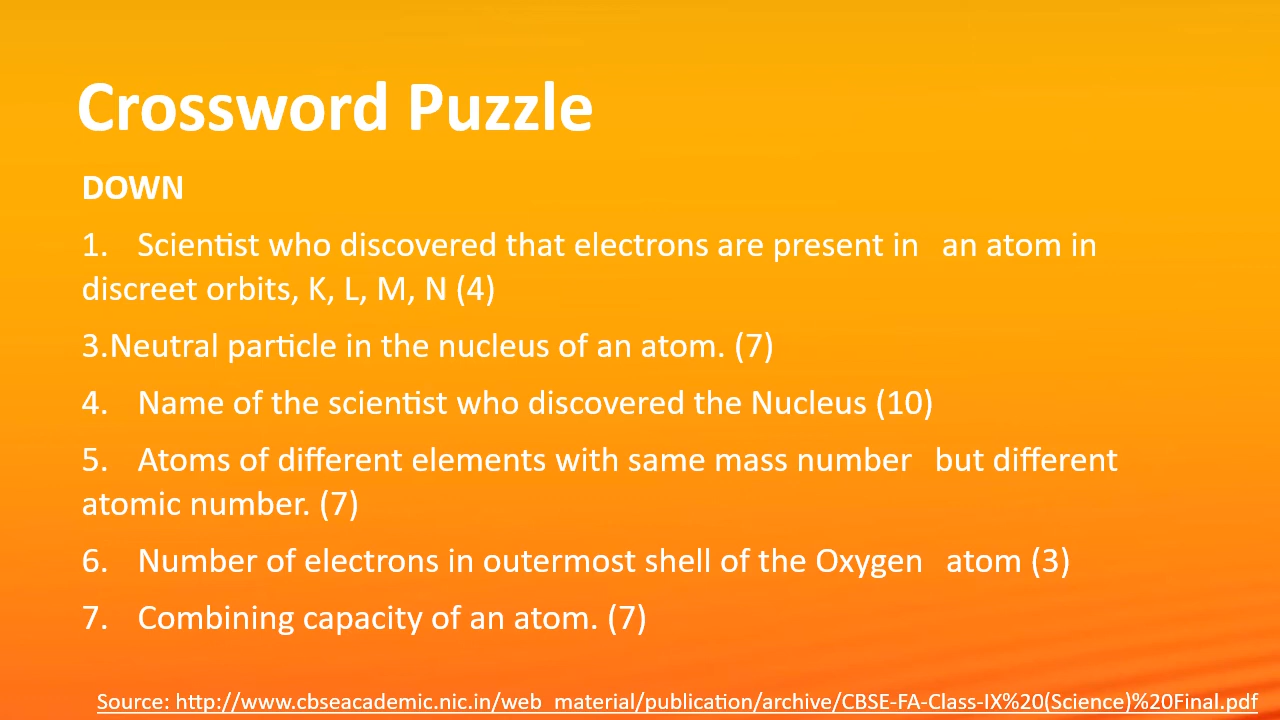 Crossword Puzzle
DOWN
1. Scientist who discovered that electrons are present in an atom in
discreet orbits, K, L, M, N (4)
3.Neutral particle in the nucleus of an atom. (7)
4. Name of the scientist who discovered the Nucleus (10)
5. Atoms of different elements with same mass number but different
atomic number. (7)
6. Number of electrons in outermost shell of the Oxygen atom (3)
7. Combining capacity of an atom. (7)
Source: http://www.cbseacademic.nic.in/web_material/publication/archive/CBSE-FA-Class-IX%20(Science)%20Final.pdf